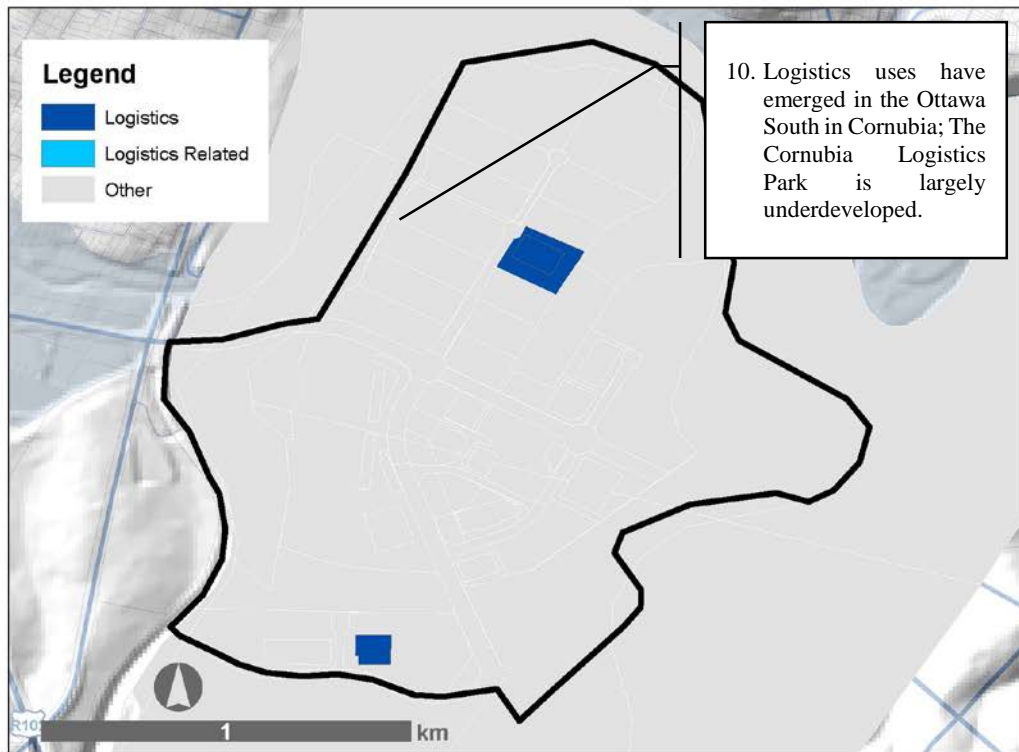 Legend
Logistics
Logistics Related
Other
10. Logistics uses have
emerged in the Ottawa
South in Cornubia; The
Cornubia Logistics
Park is largely
underdeveloped.
R102
1 km